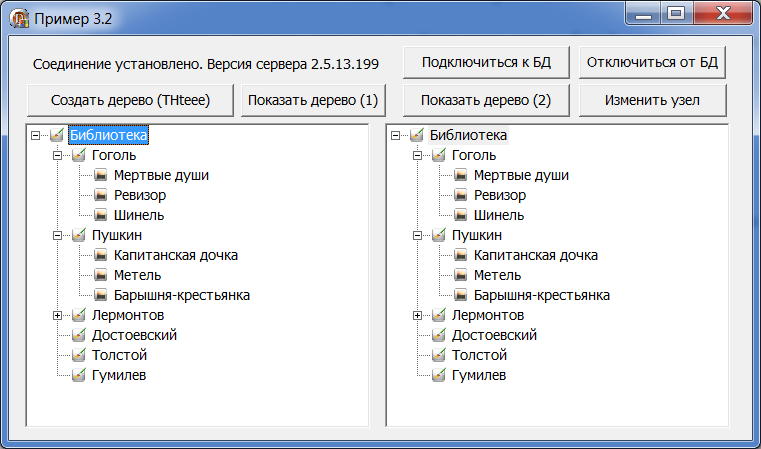 Пример 3.2
Соединение установлено. Версия сервера 2.5.13.199
Подключиться к БД
Отключиться от БД
Создать дерево (THteee)
Показать дерево (1)
Показать дерево (2)
Изменить узел
Библиотека
Гоголь
Мертвые души
Ревизор
Шинель
Пушкин
Капитанская дочка
Метель
Барышня-крестьянка
Лермонтов
Достоевский
Толстой
Гумилев
Библиотека
Гоголь
Мертвые души
Ревизор
Шинель
Пушкин
Капитанская дочка
Метель
Барышня-крестьянка
Лермонтов
Достоевский
Толстой
Гумилев